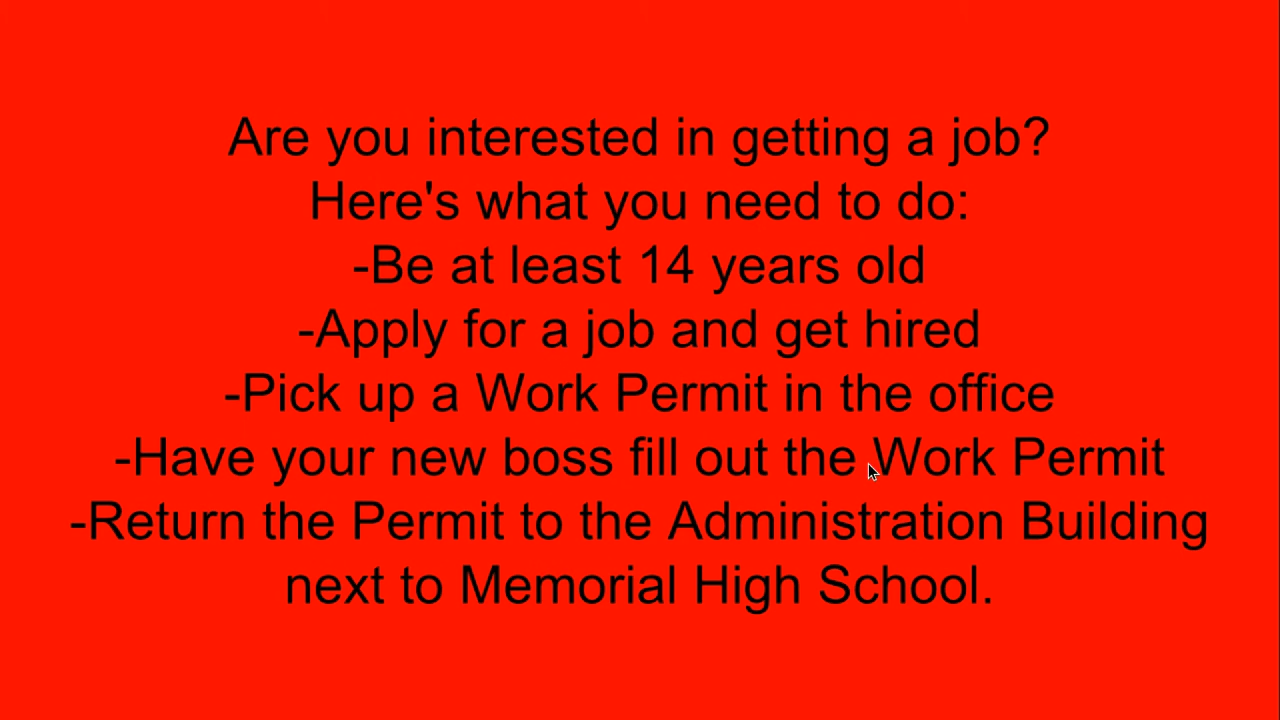 Are you interested in getting a job?
Here's what you need to do:
-Be at least 14 years old
-Apply for a job and get hired
-Pick up a Work Permit in the office
-Have your new boss fill out the Work Permit
-Return the Permit to the Administration Building
next to Memorial High School.